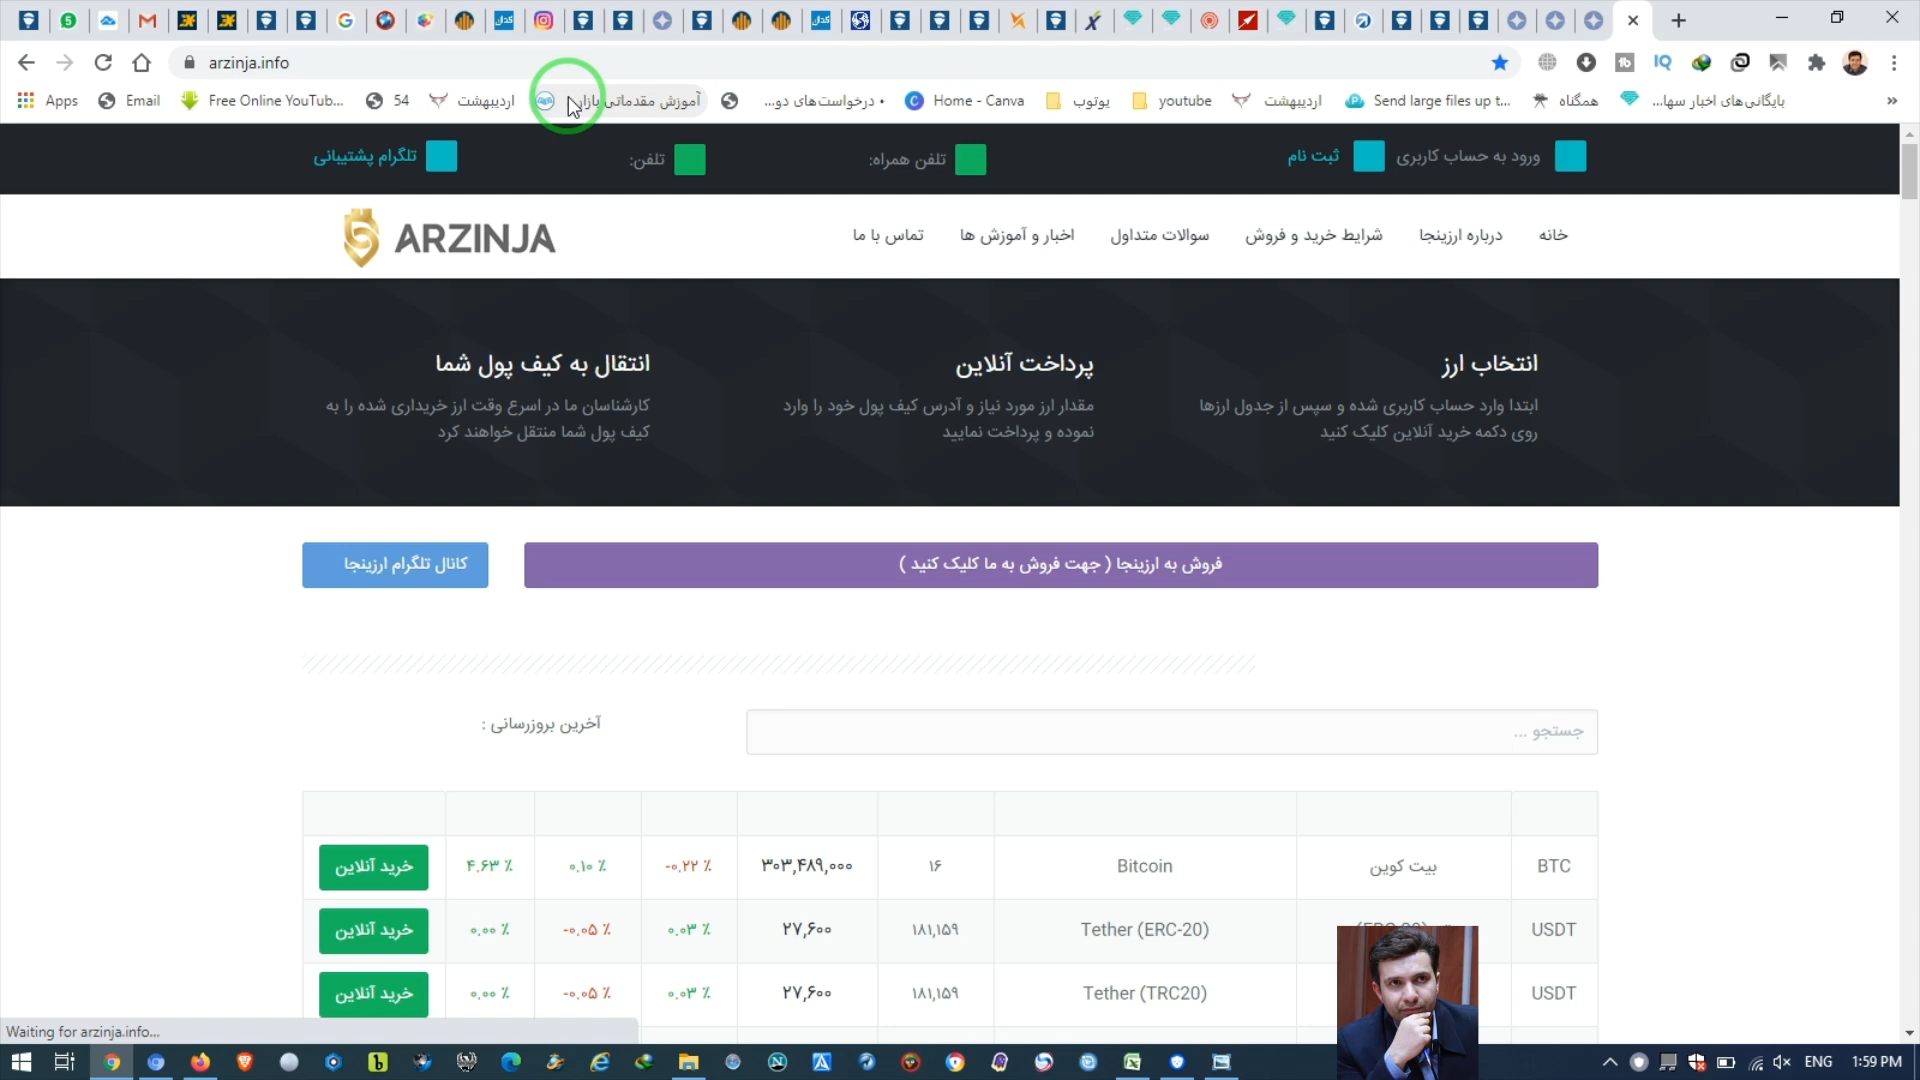 arzinja.info
Apps
Email
Free Online YouTub...
54
اردیبهشت
آموزش مقدماتی بازار
• درخواست‌های دو...
Home - Canva
یوتوب
youtube
اردیبهشت
Send large files up t...
همگناه
بایگانی‌های اخبار سها...
»
ورود به حساب کاربری
ثبت نام
تلفن همراه:
تلفن:
تلگرام پشتیبانی
ARZINJA
خانه
درباره ارزینجا
شرایط خرید و فروش
سوالات متداول
اخبار و آموزش ها
تماس با ما
انتخاب ارز
ابتدا وارد حساب کاربری شده و سپس از جدول ارزها
روی دکمه خرید آنلاین کلیک کنید
پرداخت آنلاین
مقدار ارز مورد نیاز و آدرس کیف پول خود را وارد
نموده و پرداخت نمایید
انتقال به کیف پول شما
کارشناسان ما در اسرع وقت ارز خریداری شده را به
کیف پول شما منتقل خواهند کرد
فروش به ارزینجا ( جهت فروش به ما کلیک کنید )
کانال تلگرام ارزینجا
جستجو ...
آخرین بروزرسانی :
BTC بیت کوین Bitcoin ۱۶ ۳۰۳,۴۸۹,۰۰۰ -۰.۲۲ ٪ ۰.۱۰ ٪ ۴.۶۳ ٪ خرید آنلاین
USDT Tether (ERC-20) ۱۸۱,۱۵۹ ۲۷,۶۰۰ ۰.۰۳ ٪ -۰.۰۵ ٪ ۰.۰۰ ٪ خرید آنلاین
USDT Tether (TRC20) ۱۸۱,۱۵۹ ۲۷,۶۰۰ ۰.۰۳ ٪ -۰.۰۵ ٪ ۰.۰۰ ٪ خرید آنلاین
Waiting for arzinja.info...
ENG
1:59 PM